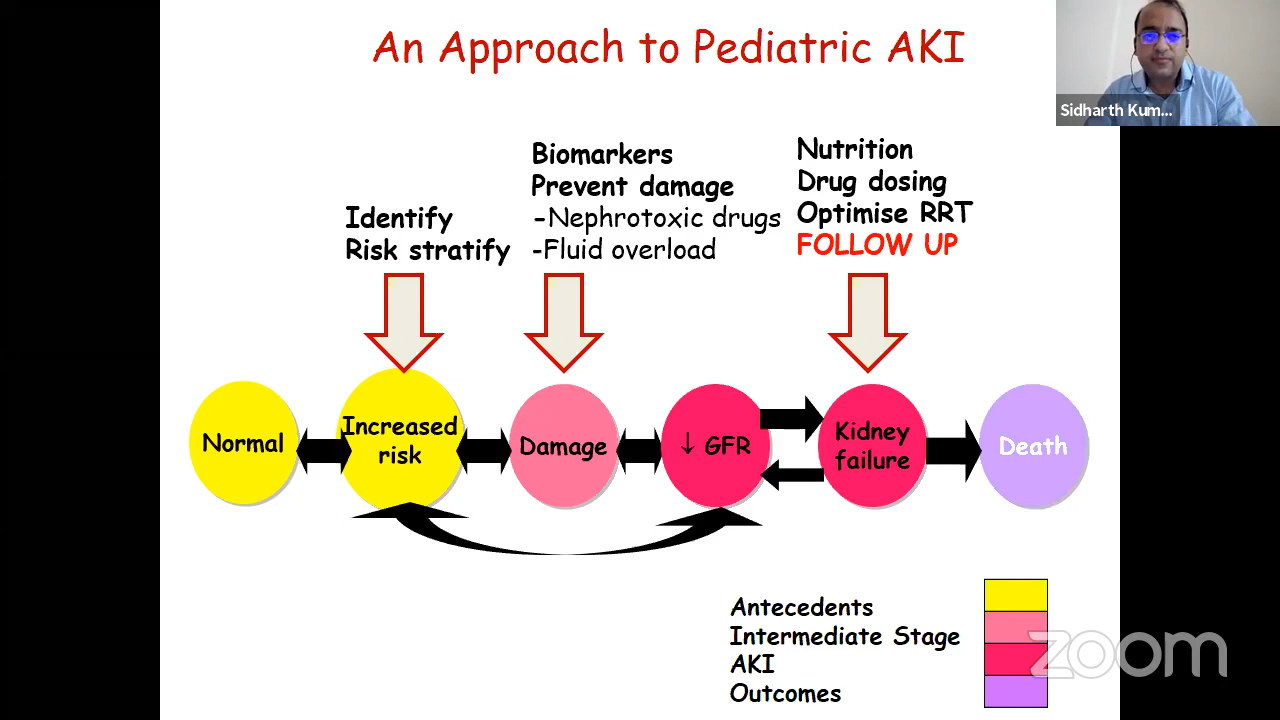 An Approach to Pediatric AKI
Sidharth Kum...
Identify
Risk stratify
Biomarkers
Prevent damage
-Nephrotoxic drugs
-Fluid overload
Nutrition
Drug dosing
Optimise RRT
FOLLOW UP
Normal
Increased
risk
Damage
↓ GFR
Kidney
failure
Death
Antecedents
Intermediate Stage
AKI
Outcomes
zoom